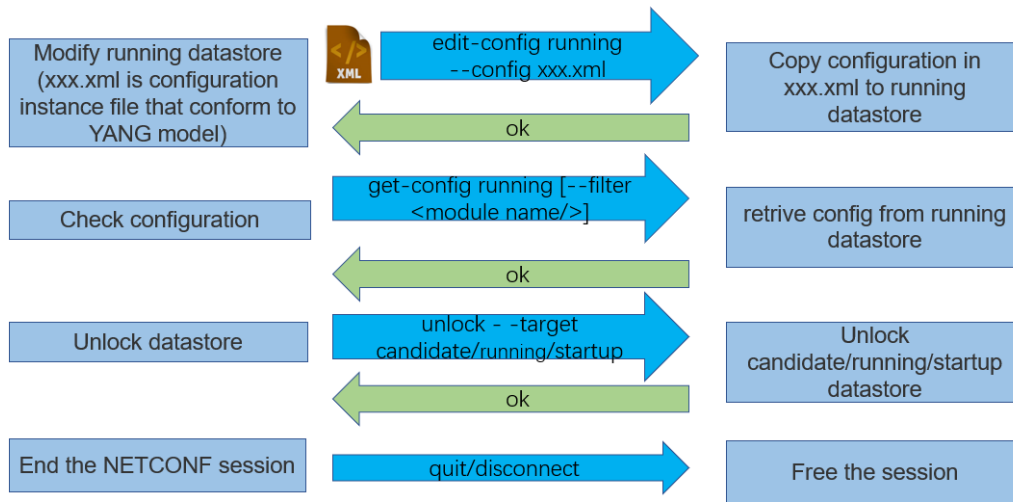 Modify running datastore
(xxx.xml is configuration
instance file that conform to
YANG model)
</>
XML
edit-config running
--config xxx.xml
Copy configuration in
xxx.xml to running
datastore
ok
Check configuration
get-config running [--filter
<module name/>]
retrive config from running
datastore
ok
Unlock datastore
unlock - -target
candidate/running/startup
Unlock
candidate/running/startup
datastore
ok
End the NETCONF session
quit/disconnect
Free the session